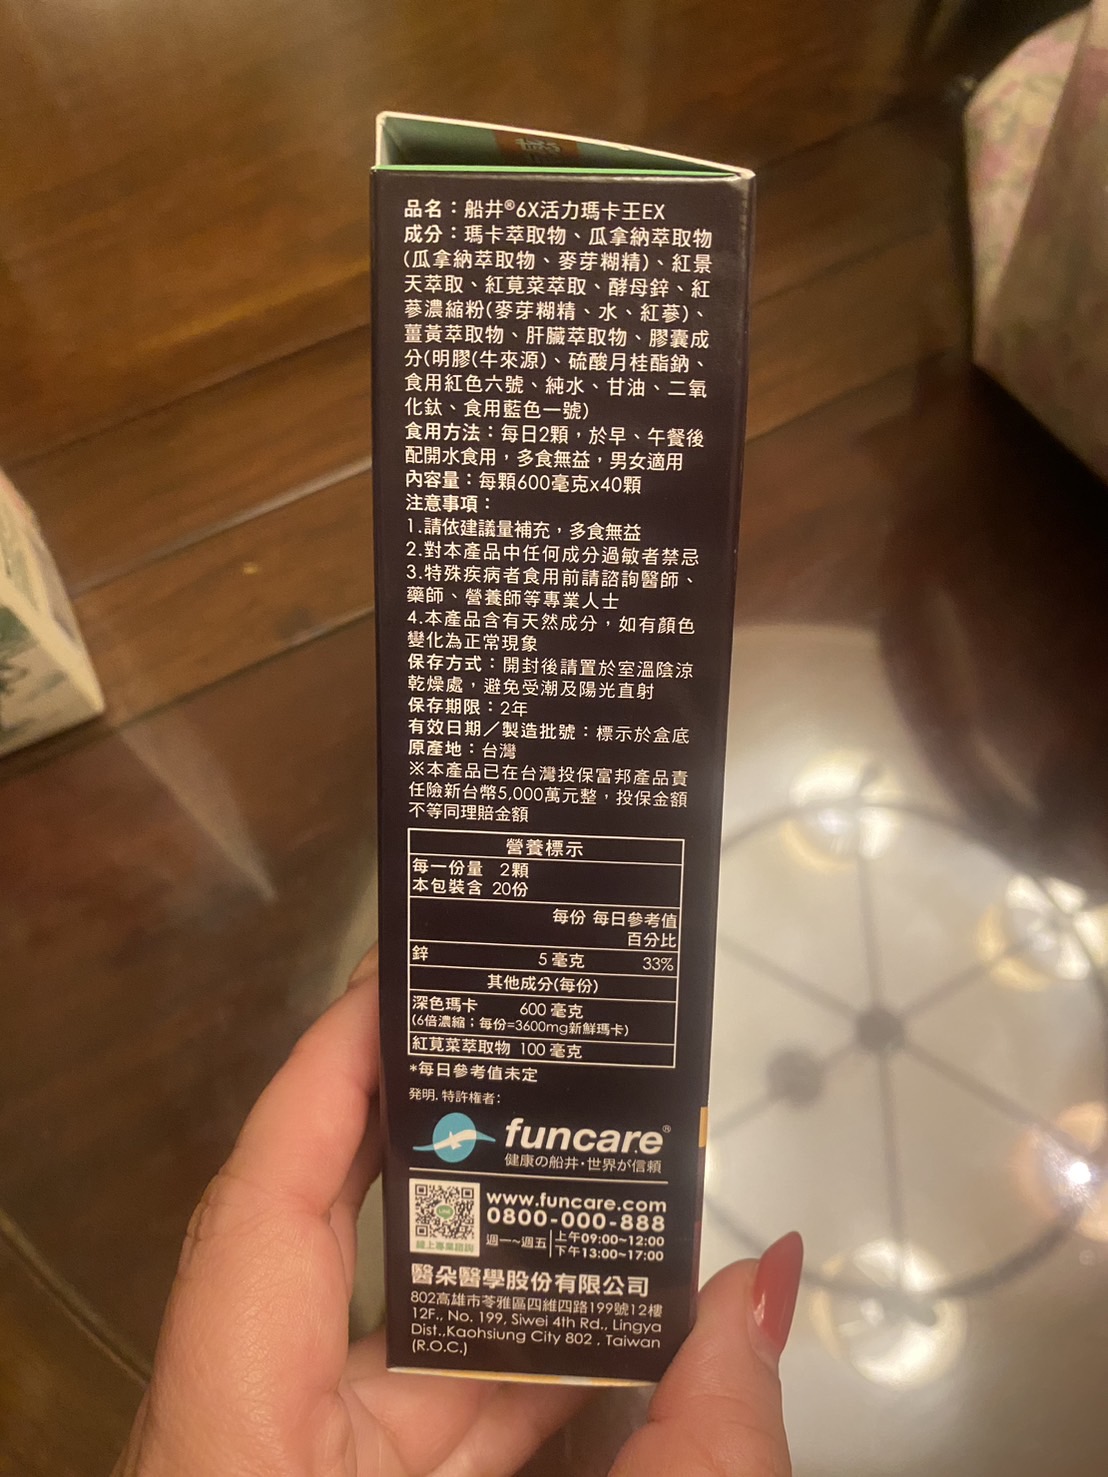 品名：船井®6X活力瑪卡王EX
成分：瑪卡萃取物、瓜拿納萃取物
(瓜拿納萃取物、麥芽糊精)、紅景
天萃取、紅莧菜萃取、酵母鋅、紅
蔘濃縮粉(麥芽糊精、水、紅蔘)、
薑黃萃取物、肝臟萃取物、膠囊成
分(明膠(牛來源)、硫酸月桂酯鈉、
食用紅色六號、純水、甘油、二氧
化鈦、食用藍色一號)
食用方法：每日2顆，於早、午餐後
配開水食用，多食無益，男女適用
內容量：每顆600毫克x40顆
注意事項：
1.請依建議量補充，多食無益
2.對本產品中任何成分過敏者禁忌
3.特殊疾病者食用前請諮詢醫師、
藥師、營養師等專業人士
4.本產品含有天然成分，如有顏色
變化為正常現象
保存方式：開封後請置於室溫陰涼
乾燥處，避免受潮及陽光直射
保存期限：2年
有效日期／製造批號：標示於盒底
原產地：台灣
※本產品已在台灣投保富邦產品責
任險新台幣5,000萬元整，投保金額
不等同理賠金額
營養標示
每一份量 2顆
本包裝含 20份
每份 每日參考值
百分比
鋅 5 毫克 33%
其他成分(每份)
深色瑪卡 600 毫克
(6倍濃縮；每份=3600mg新鮮瑪卡)
紅莧菜萃取物 100 毫克
*每日參考值未定
発明. 特許権者：
funcare®
健康の船井・世界が信頼
www.funcare.com
0800-000-888
週一~週五 上午09:00~12:00
下午13:00~17:00
線上專業諮詢
醫朵醫學股份有限公司
802高雄市苓雅區四維四路199號12樓
12F., No. 199, Siwei 4th Rd., Lingya
Dist.,Kaohsiung City 802 , Taiwan
(R.O.C.)